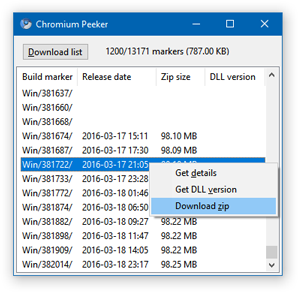 Chromium Peeker
Download list 1200/13171 markers (787.00 KB)
Build marker Release date Zip size DLL version
Win/381637/
Win/381660/
Win/381668/
Win/381674/ 2016-03-17 15:11 98.10 MB
Win/381687/ 2016-03-17 17:30 98.09 MB
Win/381722/ 2016-03-17 21:05
Win/381733/ 2016-03-17 23:28
Get details
Win/381772/ 2016-03-18 01:46
Get DLL version
Win/381874/ 2016-03-18 06:50
Download zip
Win/381882/ 2016-03-18 09:27 98.22 MB
Win/381898/ 2016-03-18 11:48 98.22 MB
Win/381909/ 2016-03-18 14:05 98.22 MB
Win/382014/ 2016-03-18 23:17 98.25 MB